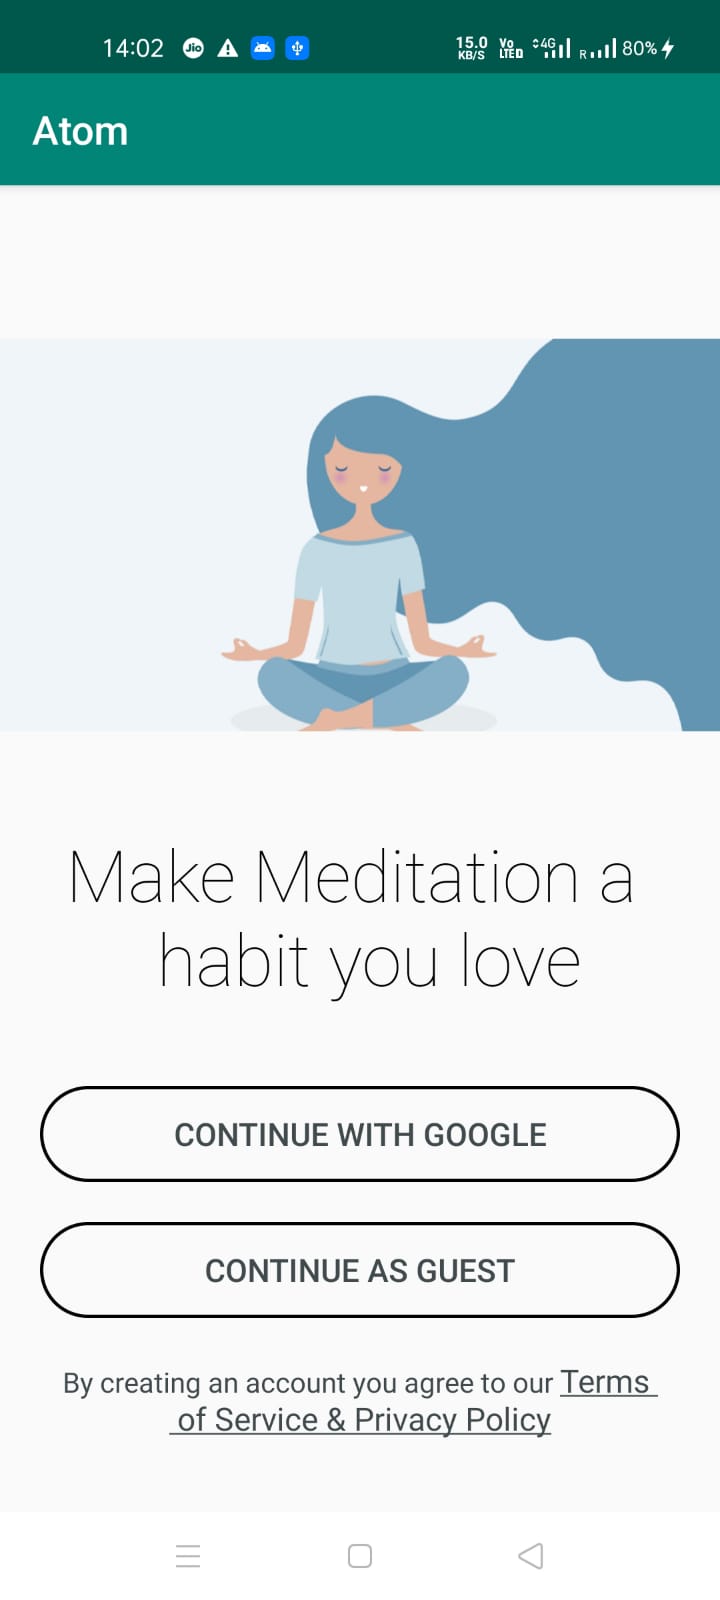 14:02 Jio 15.0 KB/S Vo LTE D 4G R 80%
Atom
Make Meditation a
habit you love
CONTINUE WITH GOOGLE
CONTINUE AS GUEST
By creating an account you agree to our Terms
of Service & Privacy Policy